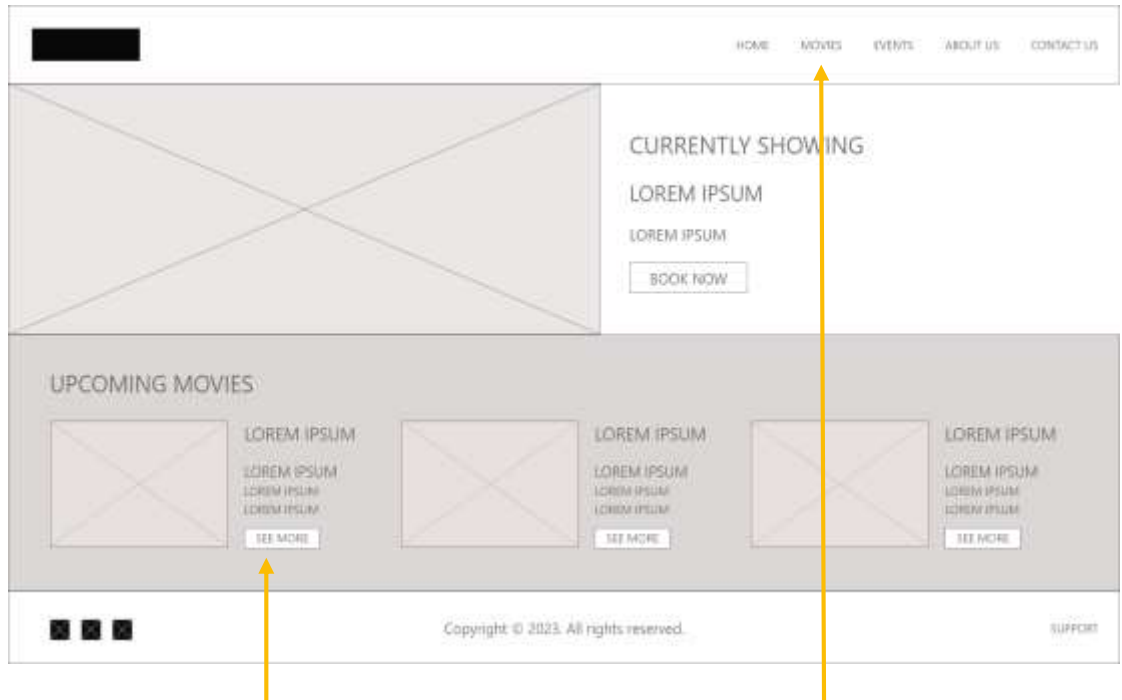 HOME MOVIES EVENTS ABOUT US CONTACT US
CURRENTLY SHOWING
LOREM IPSUM
LOREM IPSUM
BOOK NOW
UPCOMING MOVIES
LOREM IPSUM
LOREM IPSUM
LOREM IPSUM
LOREM IPSUM
SEE MORE
LOREM IPSUM
LOREM IPSUM
LOREM IPSUM
LOREM IPSUM
SEE MORE
LOREM IPSUM
LOREM IPSUM
LOREM IPSUM
LOREM IPSUM
SEE MORE
Copyright © 2023. All rights reserved.
SUPPORT